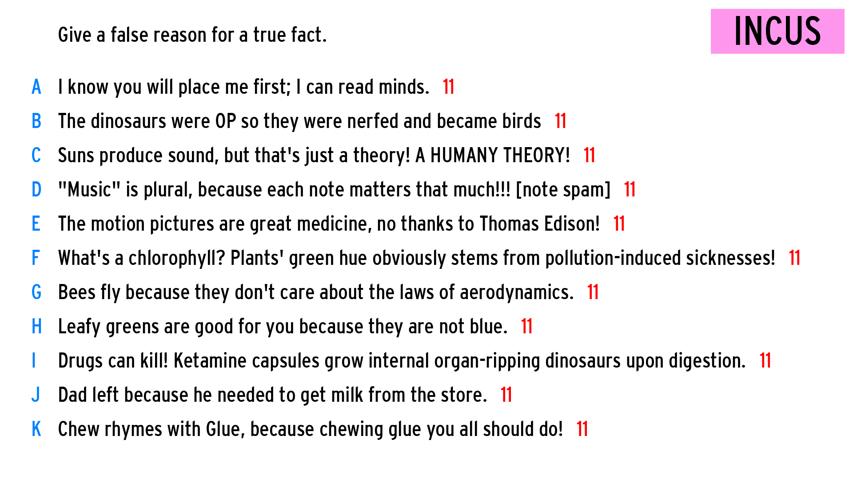 Give a false reason for a true fact.
INCUS
A I know you will place me first; I can read minds. 11
B The dinosaurs were OP so they were nerfed and became birds 11
C Suns produce sound, but that's just a theory! A HUMANY THEORY! 11
D "Music" is plural, because each note matters that much!!! [note spam] 11
E The motion pictures are great medicine, no thanks to Thomas Edison! 11
F What's a chlorophyll? Plants' green hue obviously stems from pollution-induced sicknesses! 11
G Bees fly because they don't care about the laws of aerodynamics. 11
H Leafy greens are good for you because they are not blue. 11
I Drugs can kill! Ketamine capsules grow internal organ-ripping dinosaurs upon digestion. 11
J Dad left because he needed to get milk from the store. 11
K Chew rhymes with Glue, because chewing glue you all should do! 11